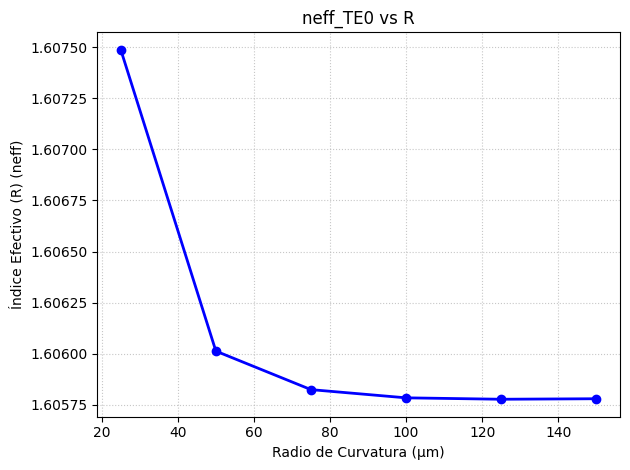 neff_TE0 vs R
Índice Efectivo (R) (neff)
1.60750
1.60725
1.60700
1.60675
1.60650
1.60625
1.60600
1.60575
20 40 60 80 100 120 140
Radio de Curvatura (μm)